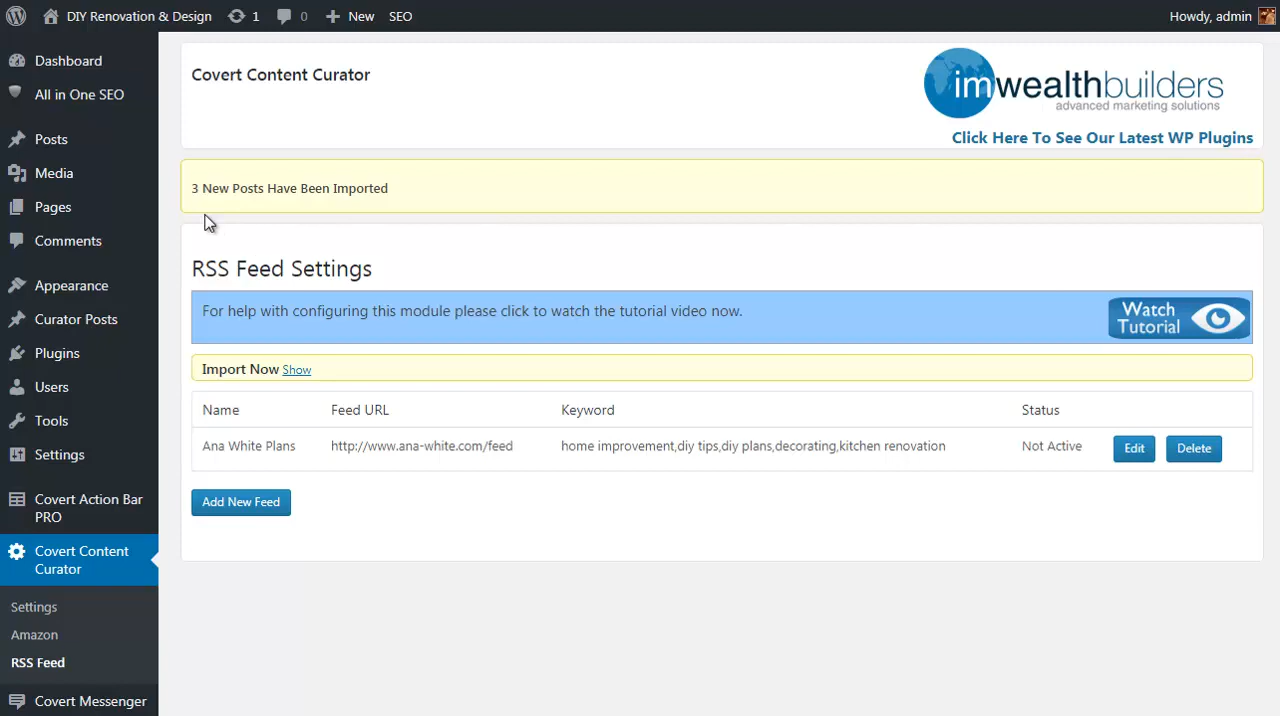 DIY Renovation & Design 1 0 New SEO Howdy, admin
Dashboard
All in One SEO
Posts
Media
Pages
Comments
Appearance
Curator Posts
Plugins
Users
Tools
Settings
Covert Action Bar
PRO
Covert Content
Curator
Settings
Amazon
RSS Feed
Covert Messenger
Covert Content Curator
imwealthbuilders
advanced marketing solutions
Click Here To See Our Latest WP Plugins
3 New Posts Have Been Imported
RSS Feed Settings
For help with configuring this module please click to watch the tutorial video now.
Watch
Tutorial
Import Now Show
Name Feed URL Keyword Status
Ana White Plans http://www.ana-white.com/feed home improvement,diy tips,diy plans,decorating,kitchen renovation Not Active Edit Delete
Add New Feed